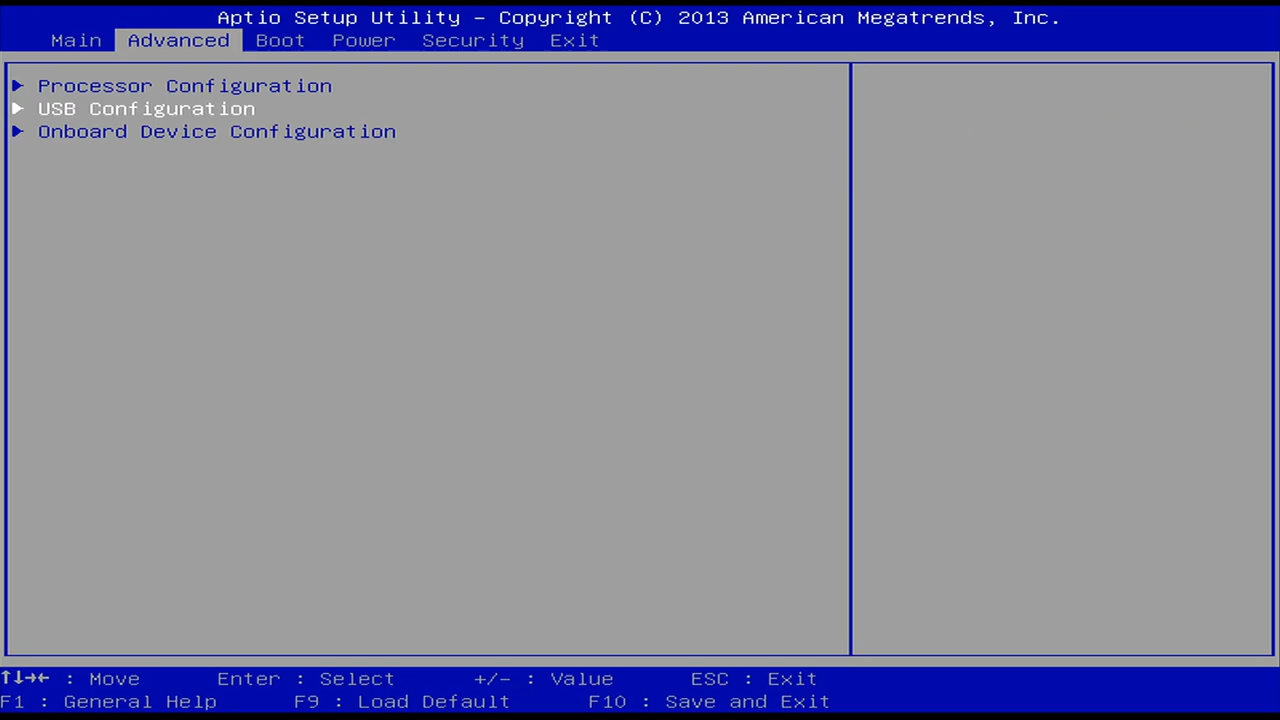 Aptio Setup Utility - Copyright (C) 2013 American Megatrends, Inc.
Main Advanced Boot Power Security Exit
Processor Configuration
USB Configuration
Onboard Device Configuration
↑↓→← : Move Enter : Select +/- : Value ESC : Exit
F1 : General Help F9 : Load Default F10 : Save and Exit